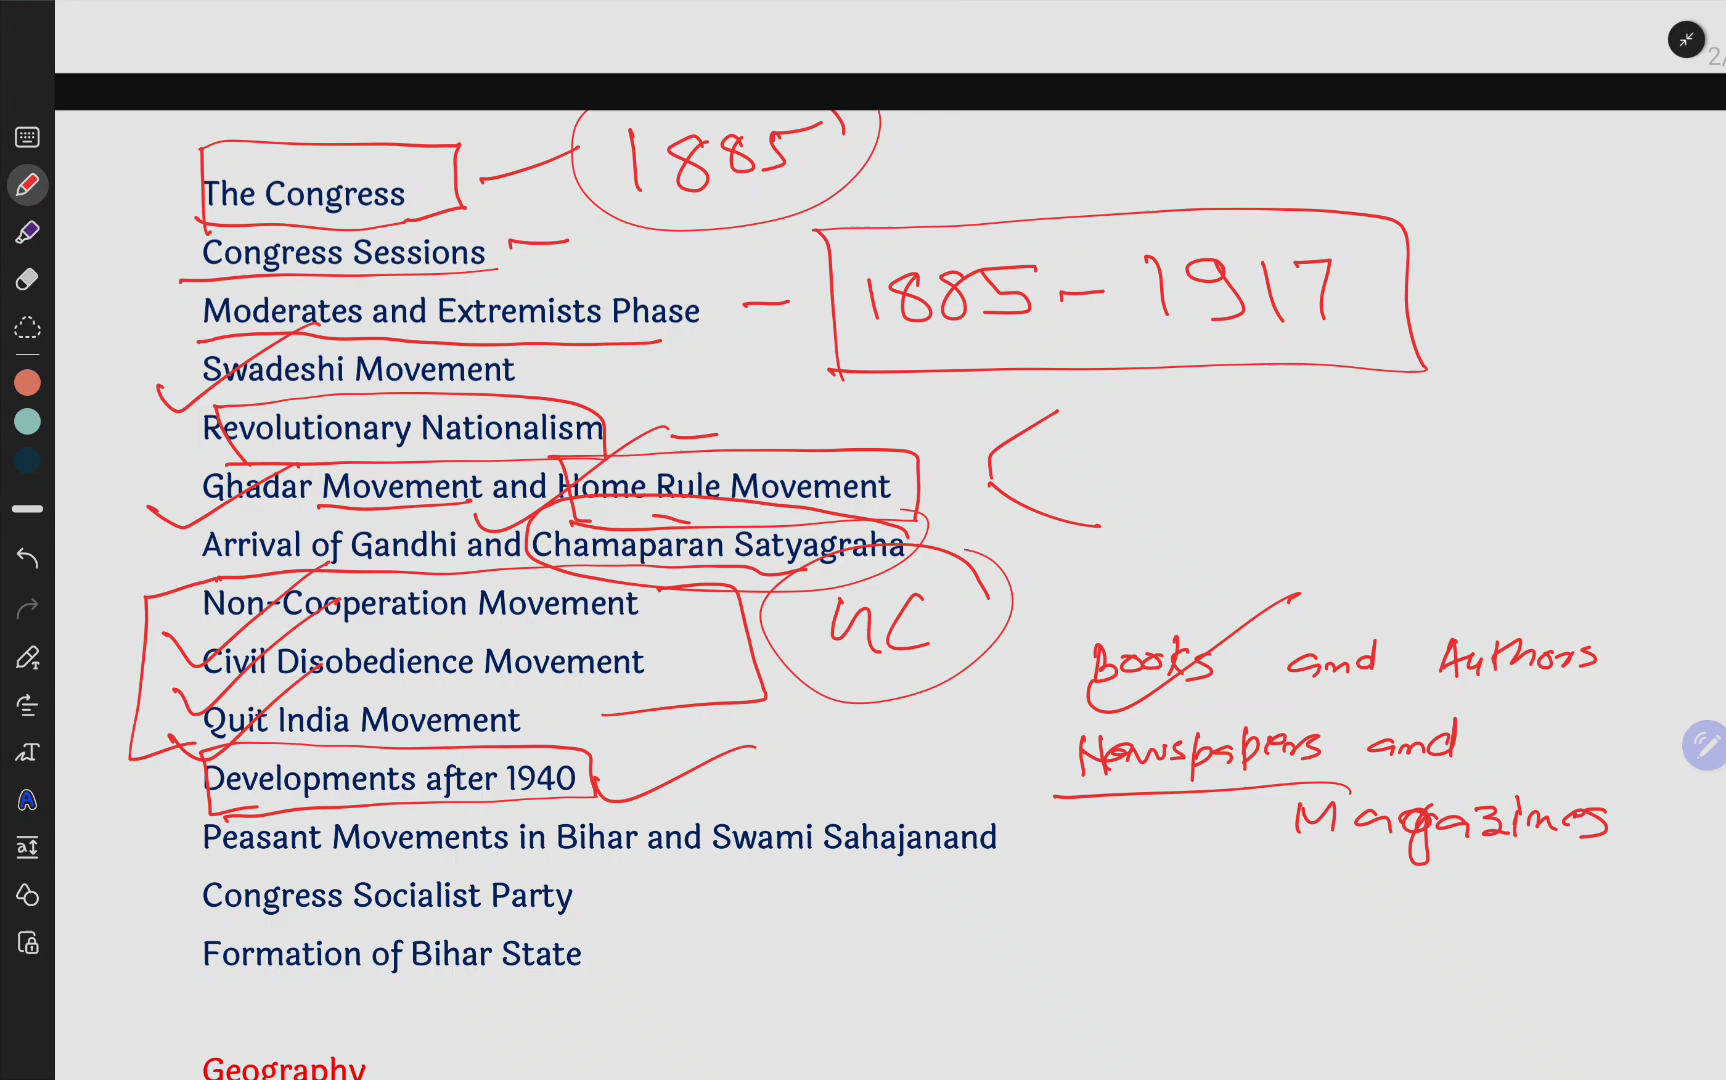 2/
1885
The Congress
Congress Sessions
Moderates and Extremists Phase
1885 - 1917
Swadeshi Movement
Revolutionary Nationalism
Ghadar Movement and Home Rule Movement
Arrival of Gandhi and Chamaparan Satyagraha
Non-Cooperation Movement
Civil Disobedience Movement
Quit India Movement
Books and Authors
Newspapers and
Magazines
Developments after 1940
Peasant Movements in Bihar and Swami Sahajanand
Congress Socialist Party
Formation of Bihar State
Geography